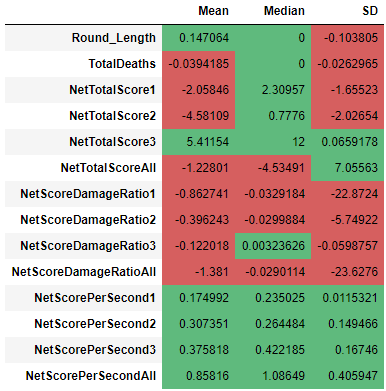 Mean Median SD
Round_Length 0.147064 0 -0.103805
TotalDeaths -0.0394185 0 -0.0262965
NetTotalScore1 -2.05846 2.30957 -1.65523
NetTotalScore2 -4.58109 0.7776 -2.02654
NetTotalScore3 5.41154 12 0.0659178
NetTotalScoreAll -1.22801 -4.53491 7.05563
NetScoreDamageRatio1 -0.862741 -0.0329184 -22.8724
NetScoreDamageRatio2 -0.396243 -0.0299884 -5.74922
NetScoreDamageRatio3 -0.122018 0.00323626 -0.0598757
NetScoreDamageRatioAll -1.381 -0.0290114 -23.6276
NetScorePerSecond1 0.174992 0.235025 0.0115321
NetScorePerSecond2 0.307351 0.264484 0.149466
NetScorePerSecond3 0.375818 0.422185 0.16746
NetScorePerSecondAll 0.85816 1.08649 0.405947